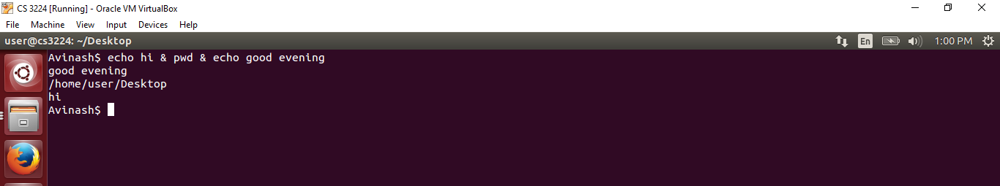 CS 3224 [Running] - Oracle VM VirtualBox
File Machine View Input Devices Help
user@cs3224: ~/Desktop En 1:00 PM
Avinash$ echo hi & pwd & echo good evening
good evening
/home/user/Desktop
hi
Avinash$